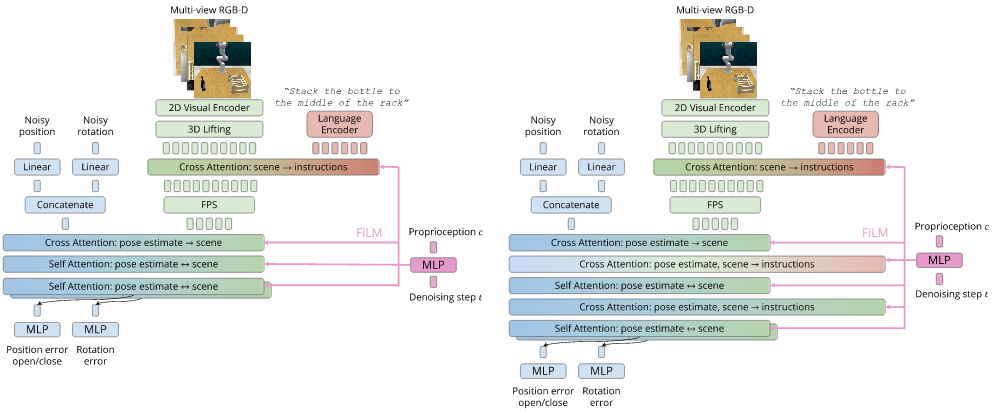 Multi-view RGB-D
2D Visual Encoder
3D Lifting
"Stack the bottle to
the middle of the rack"
Language
Encoder
Noisy
position
Noisy
rotation
Linear
Linear
Cross Attention: scene → instructions
Concatenate
FPS
FiLM
Cross Attention: pose estimate → scene
Self Attention: pose estimate ↔ scene
Self Attention: pose estimate ↔ scene
Proprioception c
MLP
Denoising step t
MLP
MLP
Position error
open/close
Rotation
error
Multi-view RGB-D
2D Visual Encoder
3D Lifting
"Stack the bottle to
the middle of the rack"
Language
Encoder
Noisy
position
Noisy
rotation
Linear
Linear
Cross Attention: scene → instructions
Concatenate
FPS
FiLM
Cross Attention: pose estimate → scene
Cross Attention: pose estimate, scene → instructions
Self Attention: pose estimate ↔ scene
Cross Attention: pose estimate, scene → instructions
Self Attention: pose estimate ↔ scene
Proprioception c
MLP
Denoising step t
MLP
MLP
Position error
open/close
Rotation
error